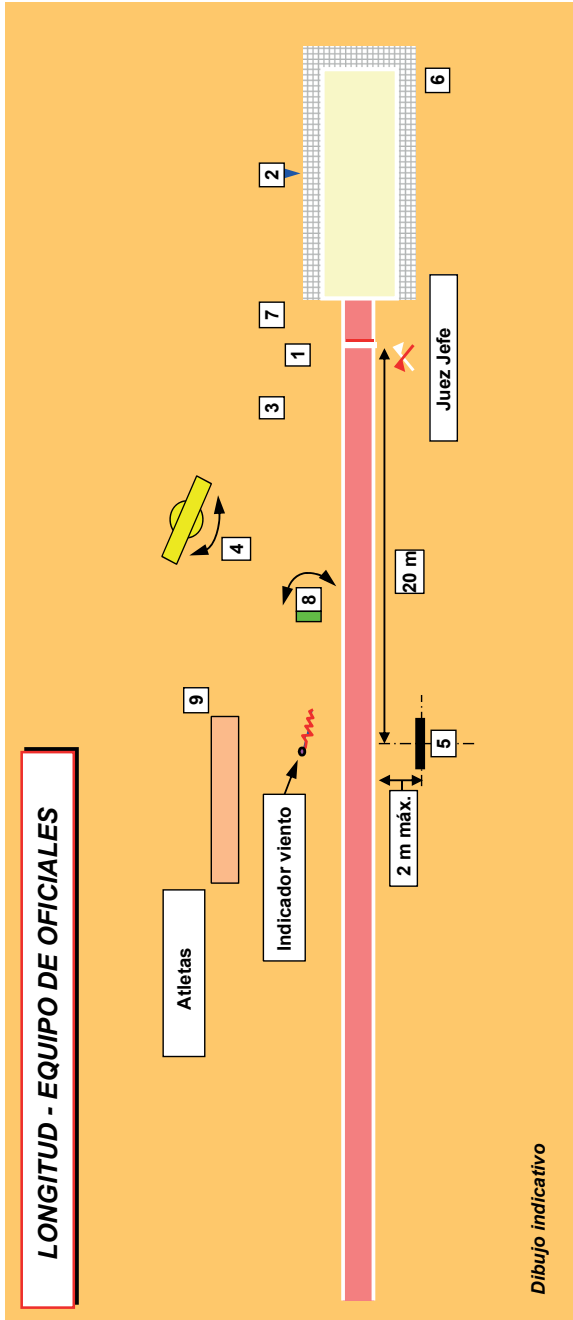 LONGITUD - EQUIPO DE OFICIALES
Atletas
9
4
Indicador viento
8
3
1
7
2
2 m máx.
5
20 m
Juez Jefe
6
Dibujo indicativo